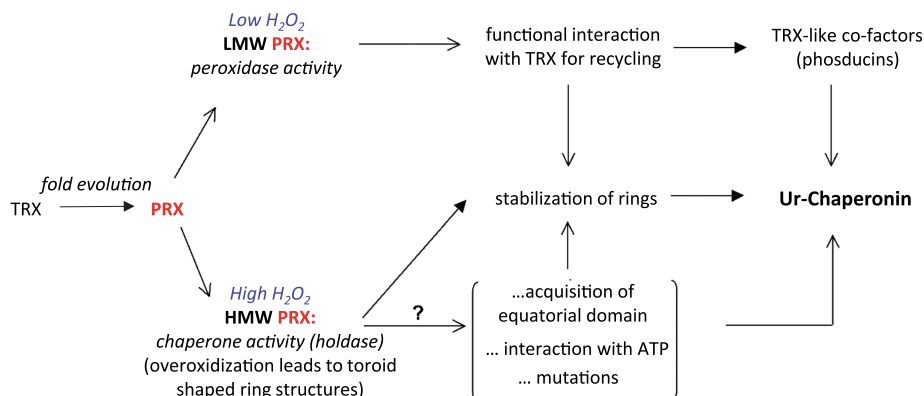 Low H₂O₂
LMW PRX:
peroxidase activity
functional interaction
with TRX for recycling
TRX-like co-factors
(phosducins)
fold evolution
TRX
PRX
stabilization of rings
Ur-Chaperonin
High H₂O₂
HMW PRX:
chaperone activity (holdase)
(overoxidization leads to toroid
shaped ring structures)
?
...acquisition of
equatorial domain
... interaction with ATP
... mutations